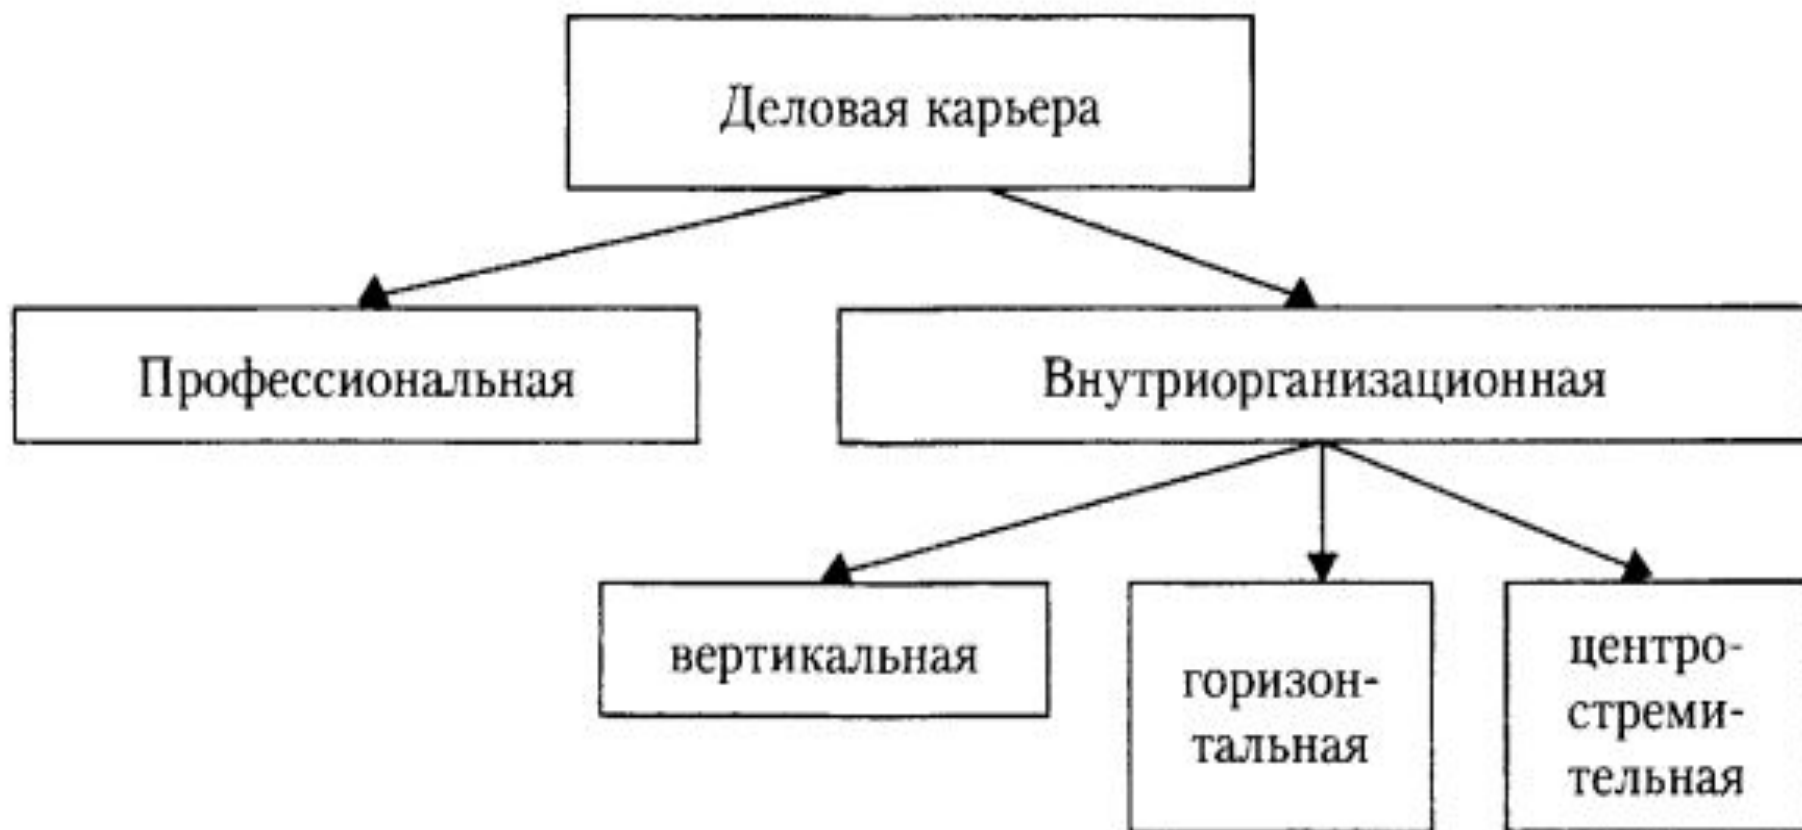 Деловая карьера
Профессиональная
Внутриорганизационная
вертикальная
горизон-
тальная
центро-
стреми-
тельная